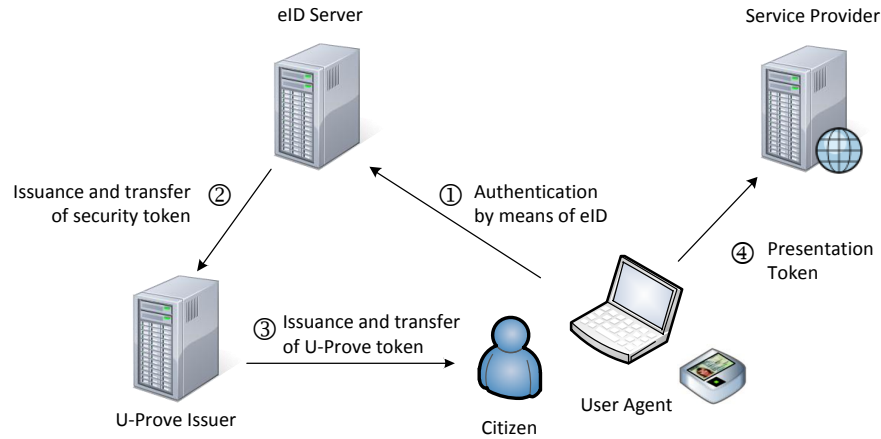 eID Server
Service Provider
Issuance and transfer
of security token
②
①
Authentication
by means of eID
④
Presentation
Token
③
Issuance and transfer
of U-Prove token
U-Prove Issuer
Citizen
User Agent